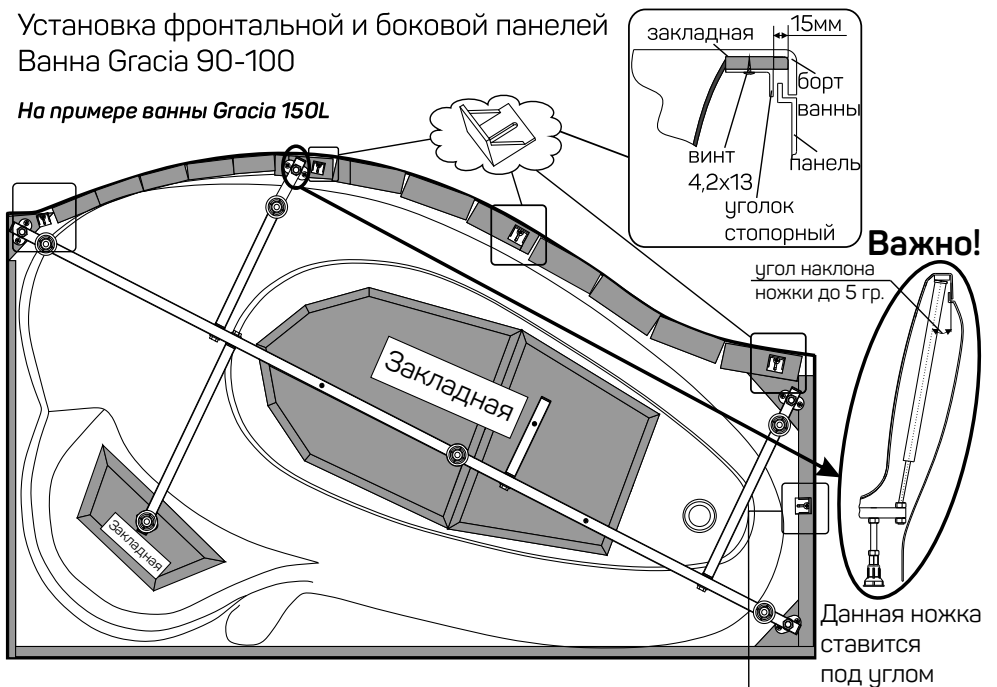 Установка фронтальной и боковой панелей
Ванна Gracia 90-100
На примере ванны Gracia 150L
закладная
15мм
борт
ванны
винт
4,2х13
панель
уголок
стопорный
Важно!
угол наклона
ножки до 5 гр.
Закладная
Закладная
Данная ножка
ставится
под углом